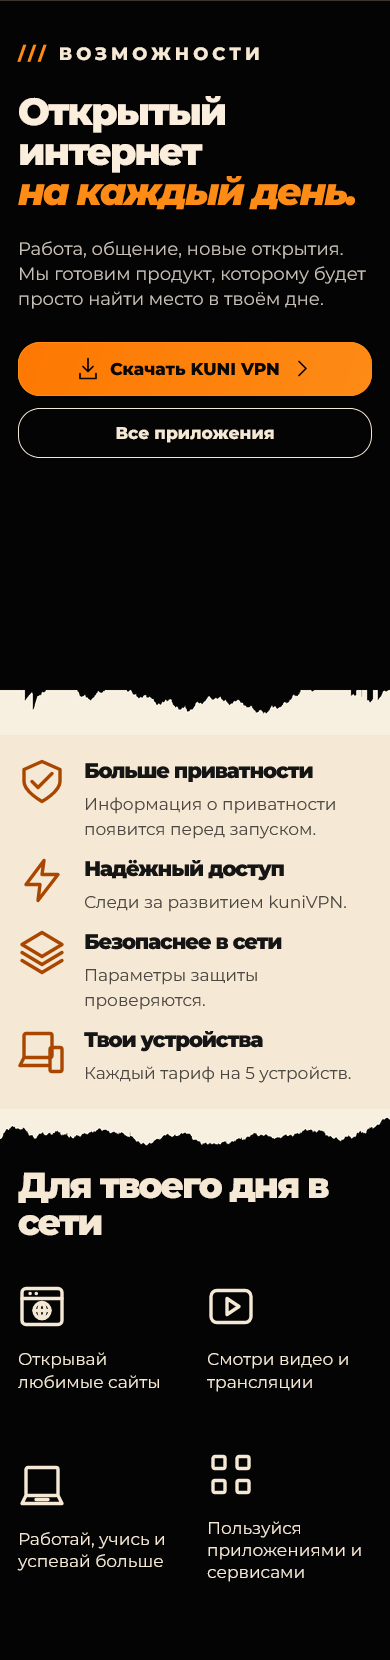 /// ВОЗМОЖНОСТИ
Открытый
интернет
на каждый день.
Работа, общение, новые открытия.
Мы готовим продукт, которому будет
просто найти место в твоём дне.
Скачать KUNI VPN
Все приложения
Больше приватности
Информация о приватности
появится перед запуском.
Надёжный доступ
Следи за развитием kuniVPN.
Безопаснее в сети
Параметры защиты
проверяются.
Твои устройства
Каждый тариф на 5 устройств.
Для твоего дня в
сети
Открывай
любимые сайты
Смотри видео и
трансляции
Работай, учись и
успевай больше
Пользуйся
приложениями и
сервисами